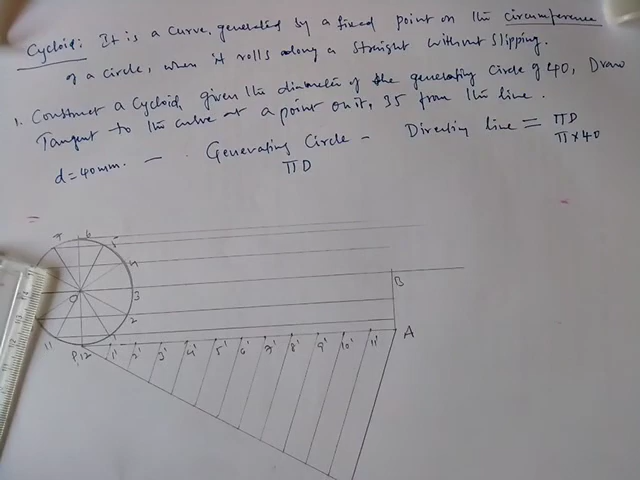 Cycloid: It is a curve generated by a fixed point on the circumference
of a circle, when it rolls along a straight without slipping.
1. Construct a cycloid, given the diameter of the generating circle of 40, Draw
Tangent to the curve at a point on it, 35 from the line.
d=40mm. — Generating Circle - Directing line = πD
πD π×40
=
7 6 5
4
O 3 B
2
11 P,12 1 1' 2' 3' 4' 5' 6' 7' 8' 9' 10' 11' A